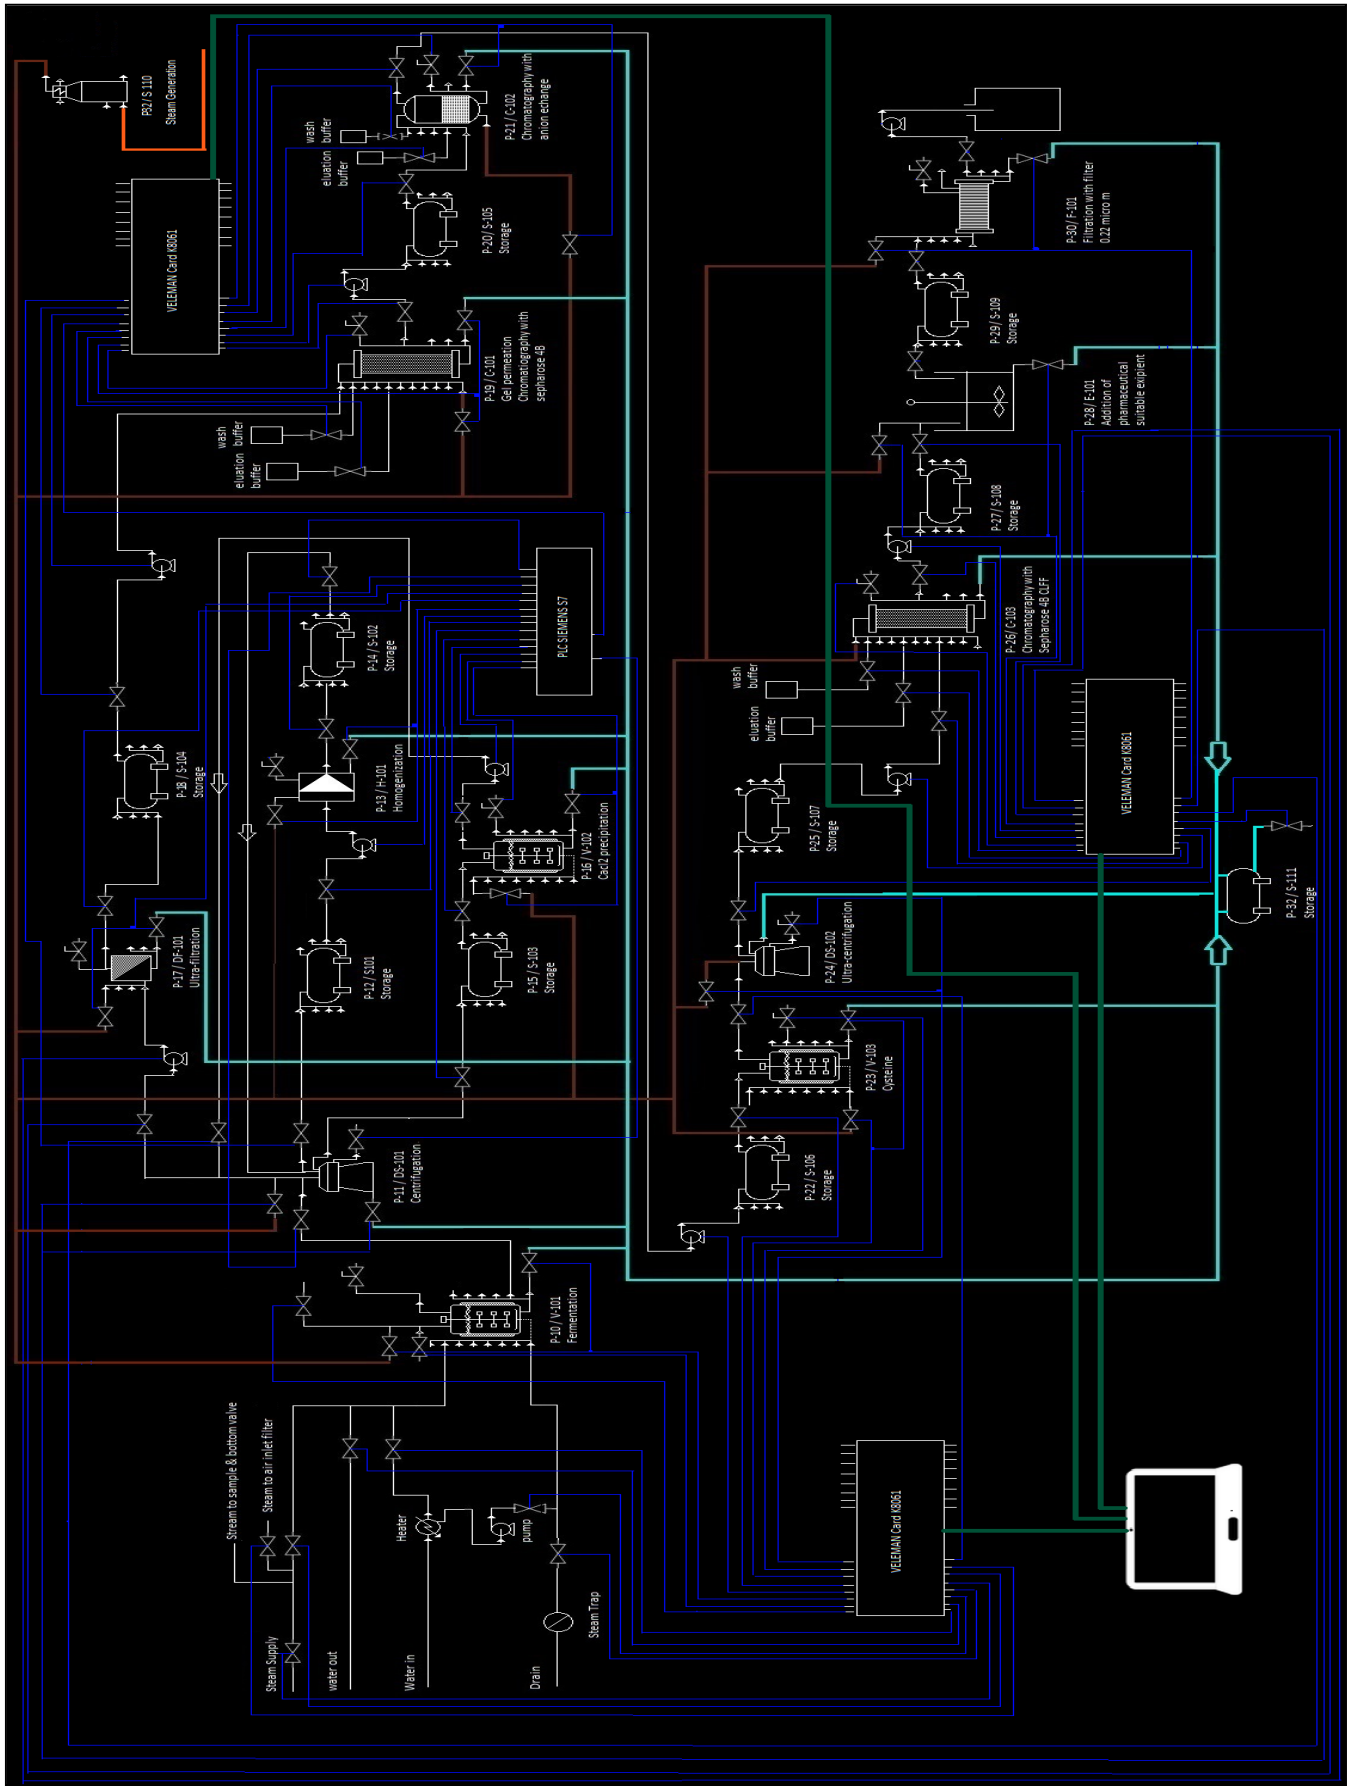 Steam Supply
Stream to sample & bottom valve
Steam to air inlet filter
water out
Water in
Heater
pump
Drain
Steam Trap
P-10 / V-101
Fermentation
P-11 / DS-101
Centrifugation
P-12 / S101
Storage
P-13 / H-101
Homogenization
P-14 / S-102
Storage
P-15 / S-103
Storage
P-16 / V-102
Cacl2 precipitation
P-17 / DF-101
Ultra-filtration
P-18 / S-104
Storage
PLC SIEMENS S7
eluation
buffer
wash
buffer
P-19 / C-101
Gel permeation
Chromatiography with
sepharose 4B
P-20 / S-105
Storage
eluation
buffer
wash
buffer
P-21 / C-102
Chromatography with
anion echange
VELEMAN Card K8061
P32 / S 110
Steam Generation
P-22 / S-106
Storage
P-23 / V-103
Cysteine
P-24 / DS-102
Ultra-centrifugation
P-25 / S-107
Storage
eluation
buffer
wash
buffer
P-26 / C-103
Chromatography with
Sepharose 4B CLFF
P-27 / S-108
Storage
P-28 / E-101
Addition of
pharmaceutical
suitable exipient
P-29 / S-109
Storage
P-30 / F-101
Filtration with filter
0.22 micro m
VELEMAN Card K8061
VELEMAN Card K8061
P-32 / S-111
Storage